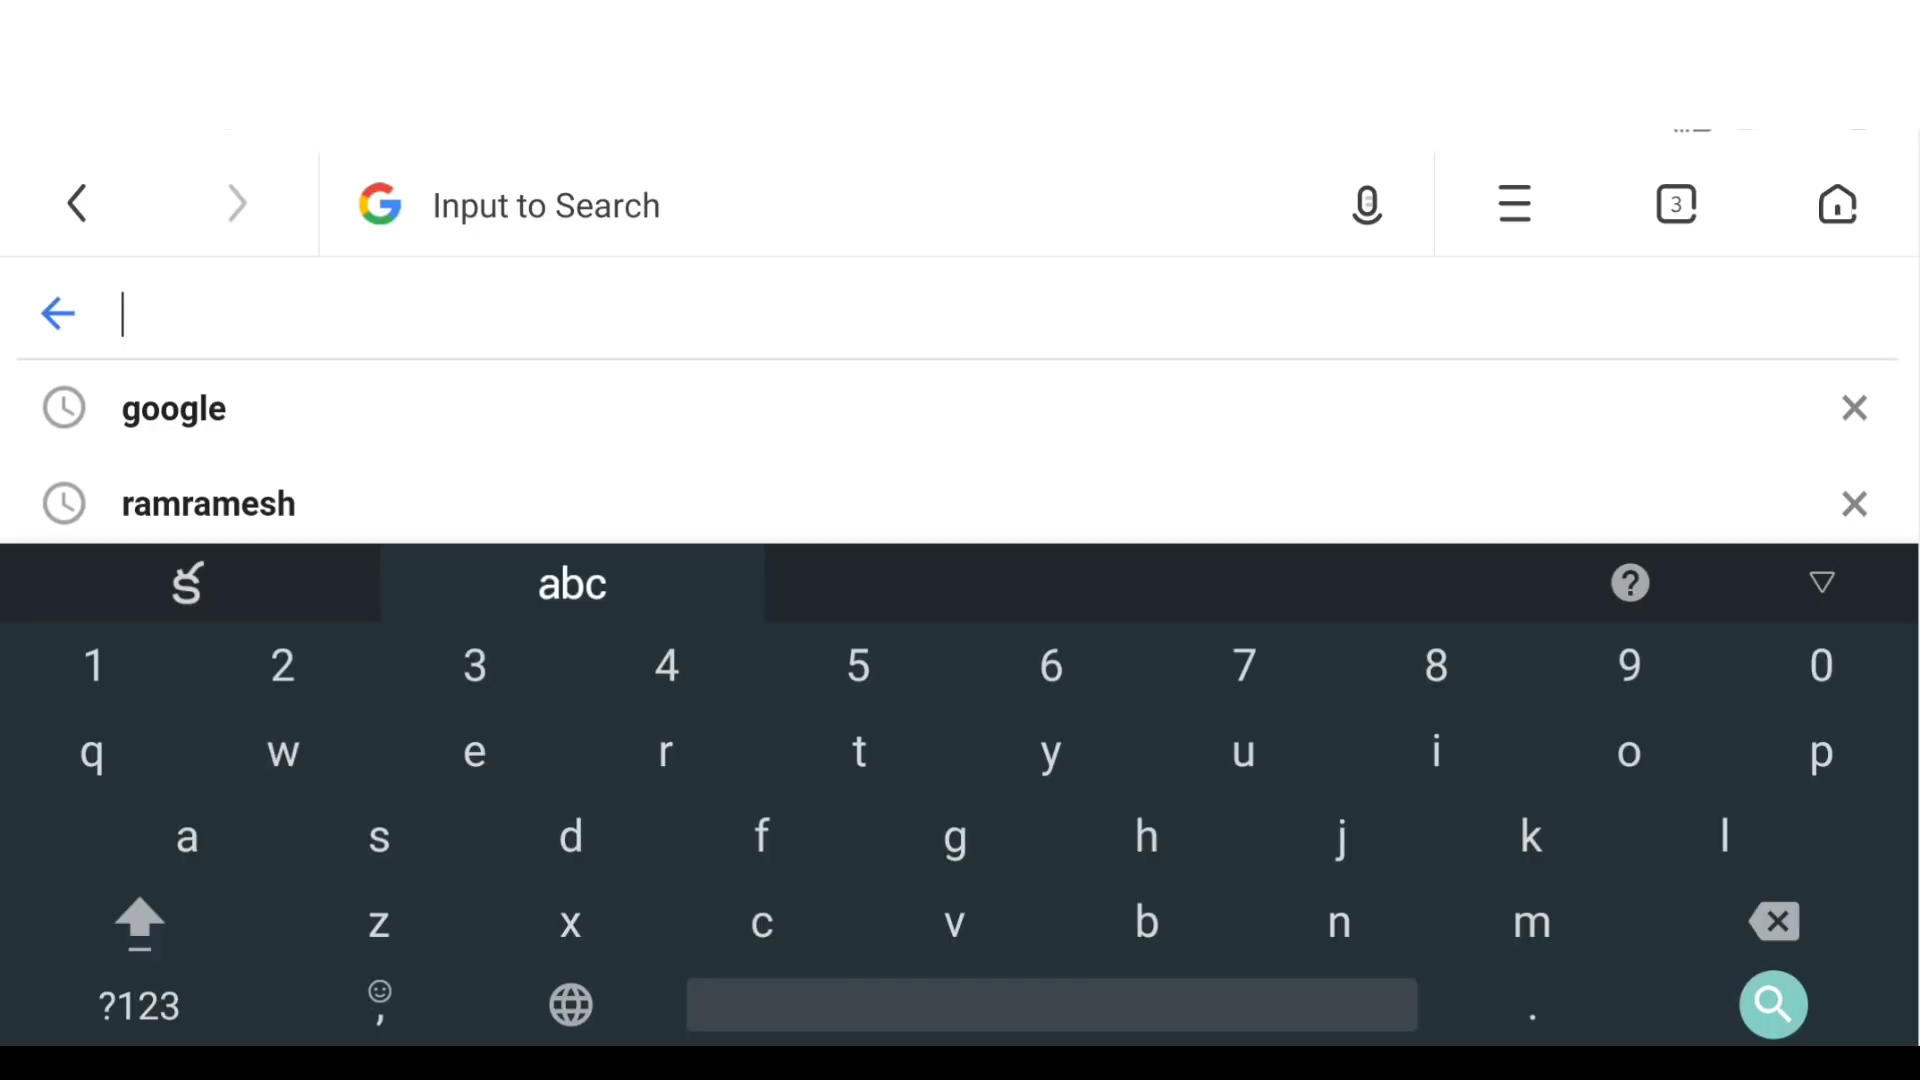 Input to Search
3
google
ramramesh
క abc
1 2 3 4 5 6 7 8 9 0
q w e r t y u i o p
a s d f g h j k l
z x c v b n m
?123 , .